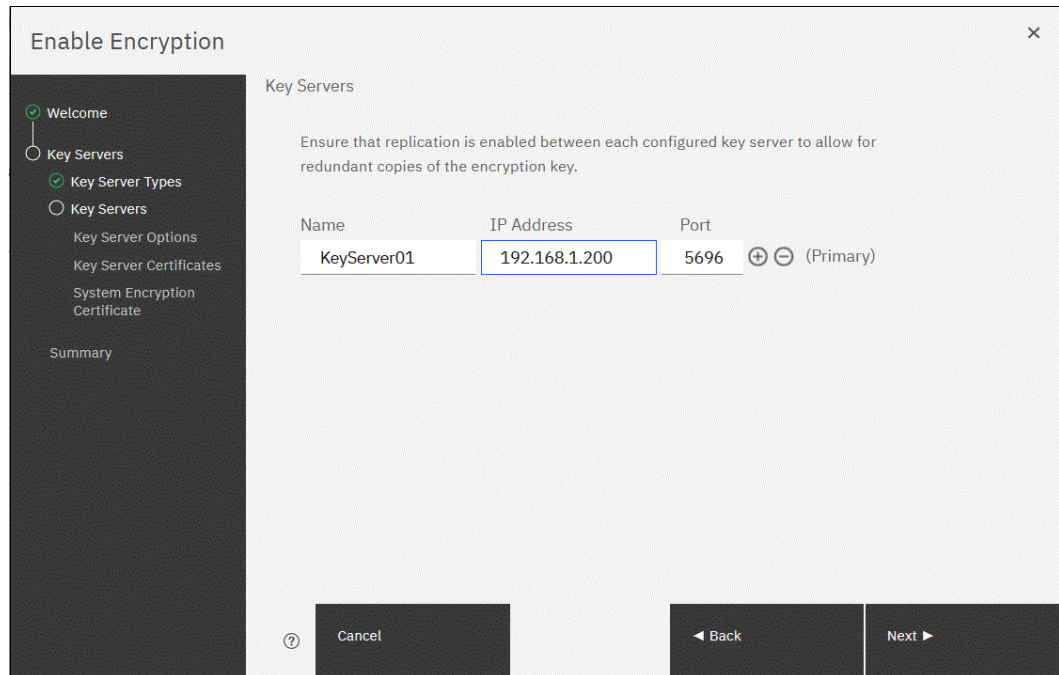 Enable Encryption
Welcome
Key Servers
Key Server Types
Key Servers
Key Server Options
Key Server Certificates
System Encryption
Certificate
Summary
Key Servers
Ensure that replication is enabled between each configured key server to allow for
redundant copies of the encryption key.
Name IP Address Port
KeyServer01 192.168.1.200 5696 (Primary)
? Cancel ◄ Back Next ►